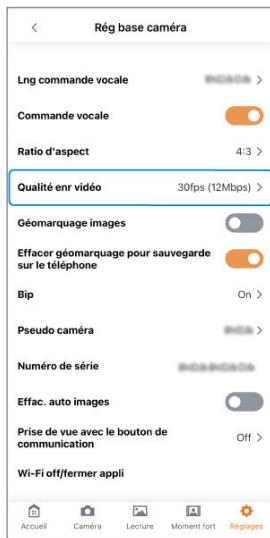 Rég base caméra
Lng commande vocale
Commande vocale
Ratio d'aspect 4:3
Qualité enr vidéo 30fps (12Mbps)
Géomarquage images
Effacer géomarquage pour sauvegarde
sur le téléphone
Bip On
Pseudo caméra
Numéro de série
Effac. auto images
Prise de vue avec le bouton de
communication Off
Wi-Fi off/fermer appli
Accueil Caméra Lecture Moment fort Réglages